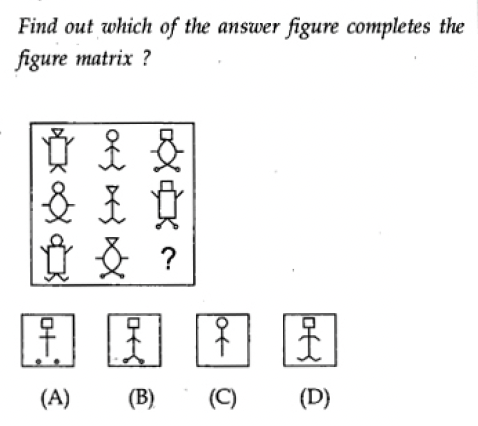 Find out which of the answer figure completes the
figure matrix ?
?
(A) (B) (C) (D)